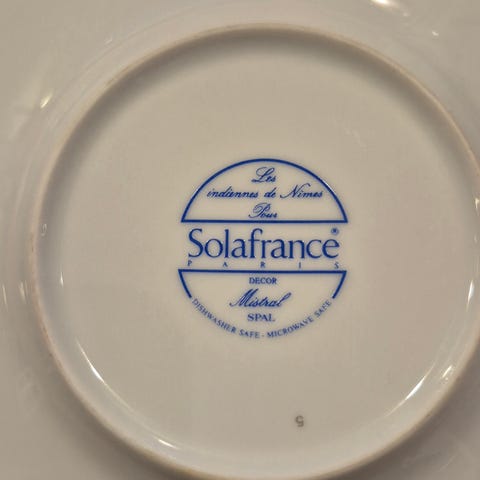 Les
indiennes de Nîmes
Pour
Solafrance®
PARIS
DECOR
Mistral
SPAL
DISHWASHER SAFE - MICROWAVE SAFE
5